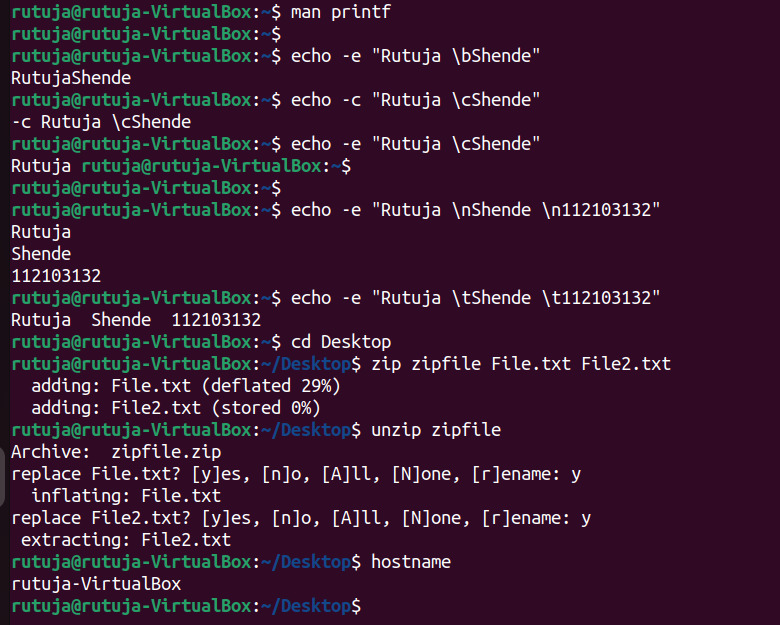 rutuja@rutuja-VirtualBox:~$ man printf
rutuja@rutuja-VirtualBox:~$
rutuja@rutuja-VirtualBox:~$ echo -e "Rutuja \bShende"
RutujaShende
rutuja@rutuja-VirtualBox:~$ echo -c "Rutuja \cShende"
-c Rutuja \cShende
rutuja@rutuja-VirtualBox:~$ echo -e "Rutuja \cShende"
Rutuja rutuja@rutuja-VirtualBox:~$
rutuja@rutuja-VirtualBox:~$
rutuja@rutuja-VirtualBox:~$ echo -e "Rutuja \nShende \n112103132"
Rutuja
Shende
112103132
rutuja@rutuja-VirtualBox:~$ echo -e "Rutuja \tShende \t112103132"
Rutuja  Shende  112103132
rutuja@rutuja-VirtualBox:~$ cd Desktop
rutuja@rutuja-VirtualBox:~/Desktop$ zip zipfile File.txt File2.txt
  adding: File.txt (deflated 29%)
  adding: File2.txt (stored 0%)
rutuja@rutuja-VirtualBox:~/Desktop$ unzip zipfile
Archive:  zipfile.zip
replace File.txt? [y]es, [n]o, [A]ll, [N]one, [r]ename: y
  inflating: File.txt
replace File2.txt? [y]es, [n]o, [A]ll, [N]one, [r]ename: y
 extracting: File2.txt
rutuja@rutuja-VirtualBox:~/Desktop$ hostname
rutuja-VirtualBox
rutuja@rutuja-VirtualBox:~/Desktop$